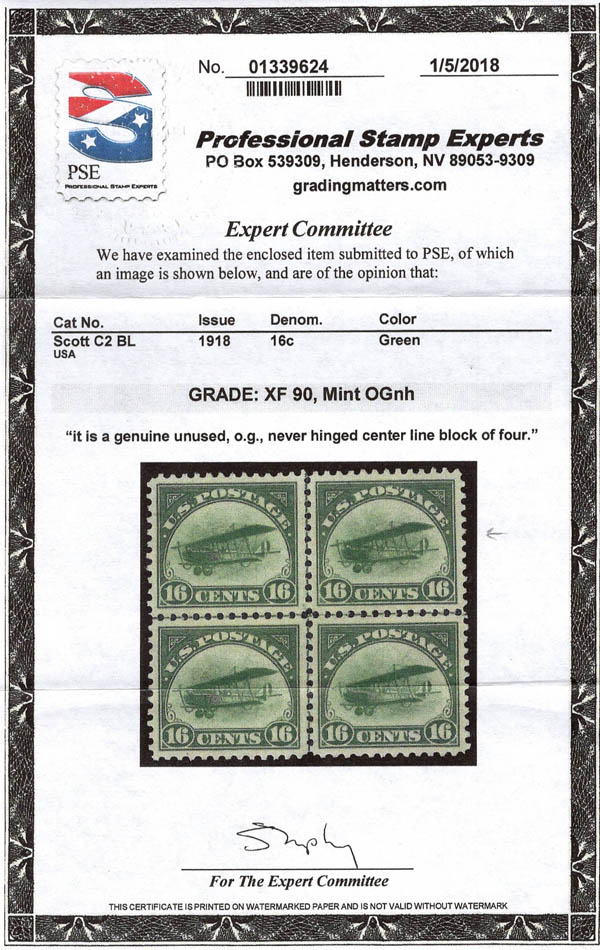 No. 01339624 1/5/2018
PSE
PROFESSIONAL STAMP EXPERTS
Professional Stamp Experts
PO Box 539309, Henderson, NV 89053-9309
gradingmatters.com
Expert Committee
We have examined the enclosed item submitted to PSE, of which
an image is shown below, and are of the opinion that:
Cat No. Issue Denom. Color
Scott C2 BL 1918 16c Green
USA
GRADE: XF 90, Mint OGnh
“it is a genuine unused, o.g., never hinged center line block of four.”
U.S. POSTAGE U.S. POSTAGE
16 CENTS 16 16 CENTS 16
U.S. POSTAGE U.S. POSTAGE
16 CENTS 16 16 CENTS 16
For The Expert Committee
THIS CERTIFICATE IS PRINTED ON WATERMARKED PAPER AND IS NOT VALID WITHOUT WATERMARK